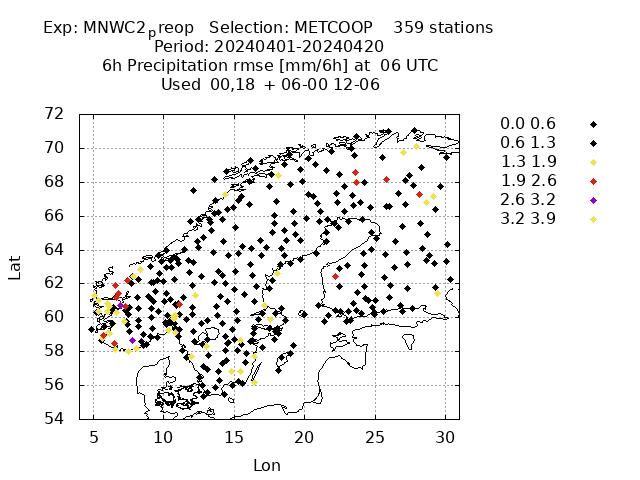 Exp: MNWC2preop   Selection: METCOOP    359 stations
Period: 20240401-20240420
6h Precipitation rmse [mm/6h] at  06 UTC
Used  00,18  + 06-00 12-06
72
70
68
66
64
62
60
58
56
54
Lat
5 10 15 20 25 30
Lon
0.0 0.6
0.6 1.3
1.3 1.9
1.9 2.6
2.6 3.2
3.2 3.9